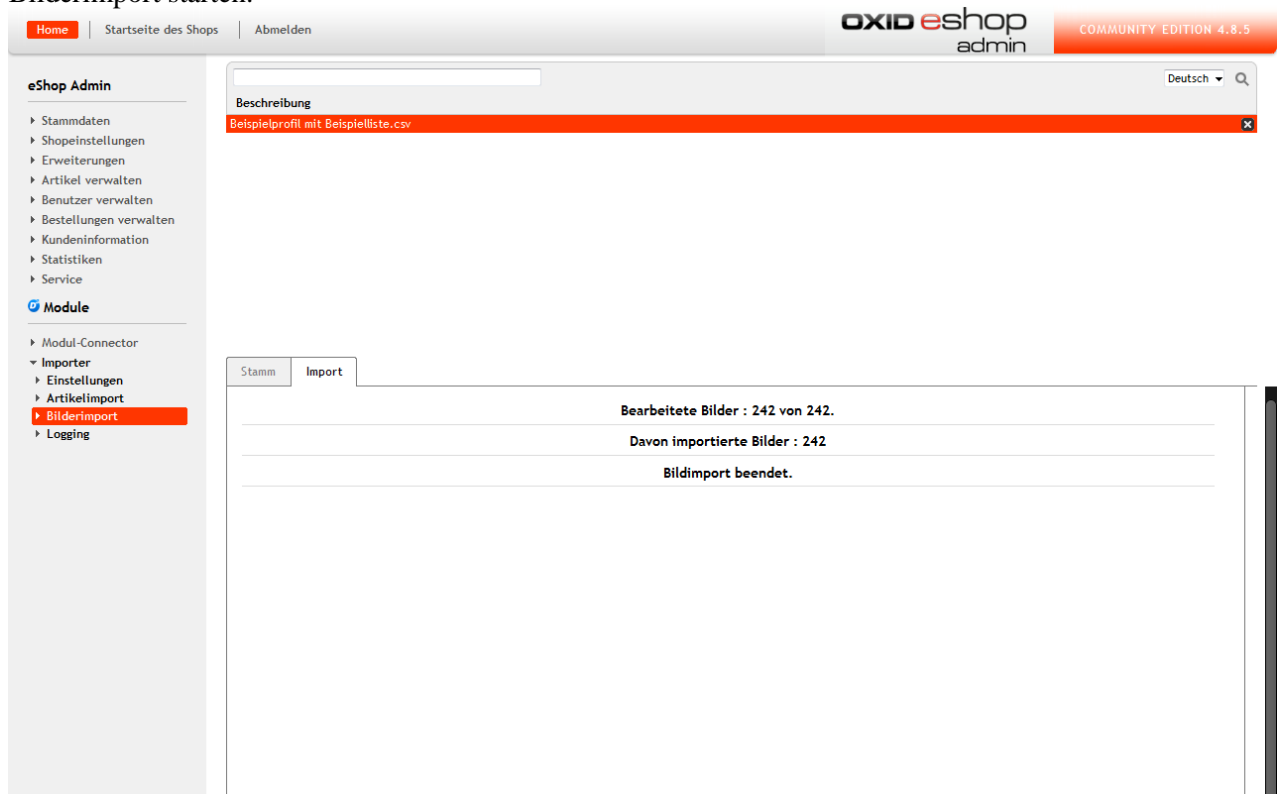 Bilderimport starten.
Home Startseite des Shops Abmelden
OXID eshop
admin
COMMUNITY EDITION 4.8.5
eShop Admin
Stammdaten
Shopeinstellungen
Erweiterungen
Artikel verwalten
Benutzer verwalten
Bestellungen verwalten
Kundeninformation
Statistiken
Service
Module
Modul-Connector
Importer
Einstellungen
Artikelimport
Bilderimport
Logging
Deutsch
Beschreibung
Beispielprofil mit Beispielliste.csv
Stamm Import
Bearbeitete Bilder : 242 von 242.
Davon importierte Bilder : 242
Bildimport beendet.